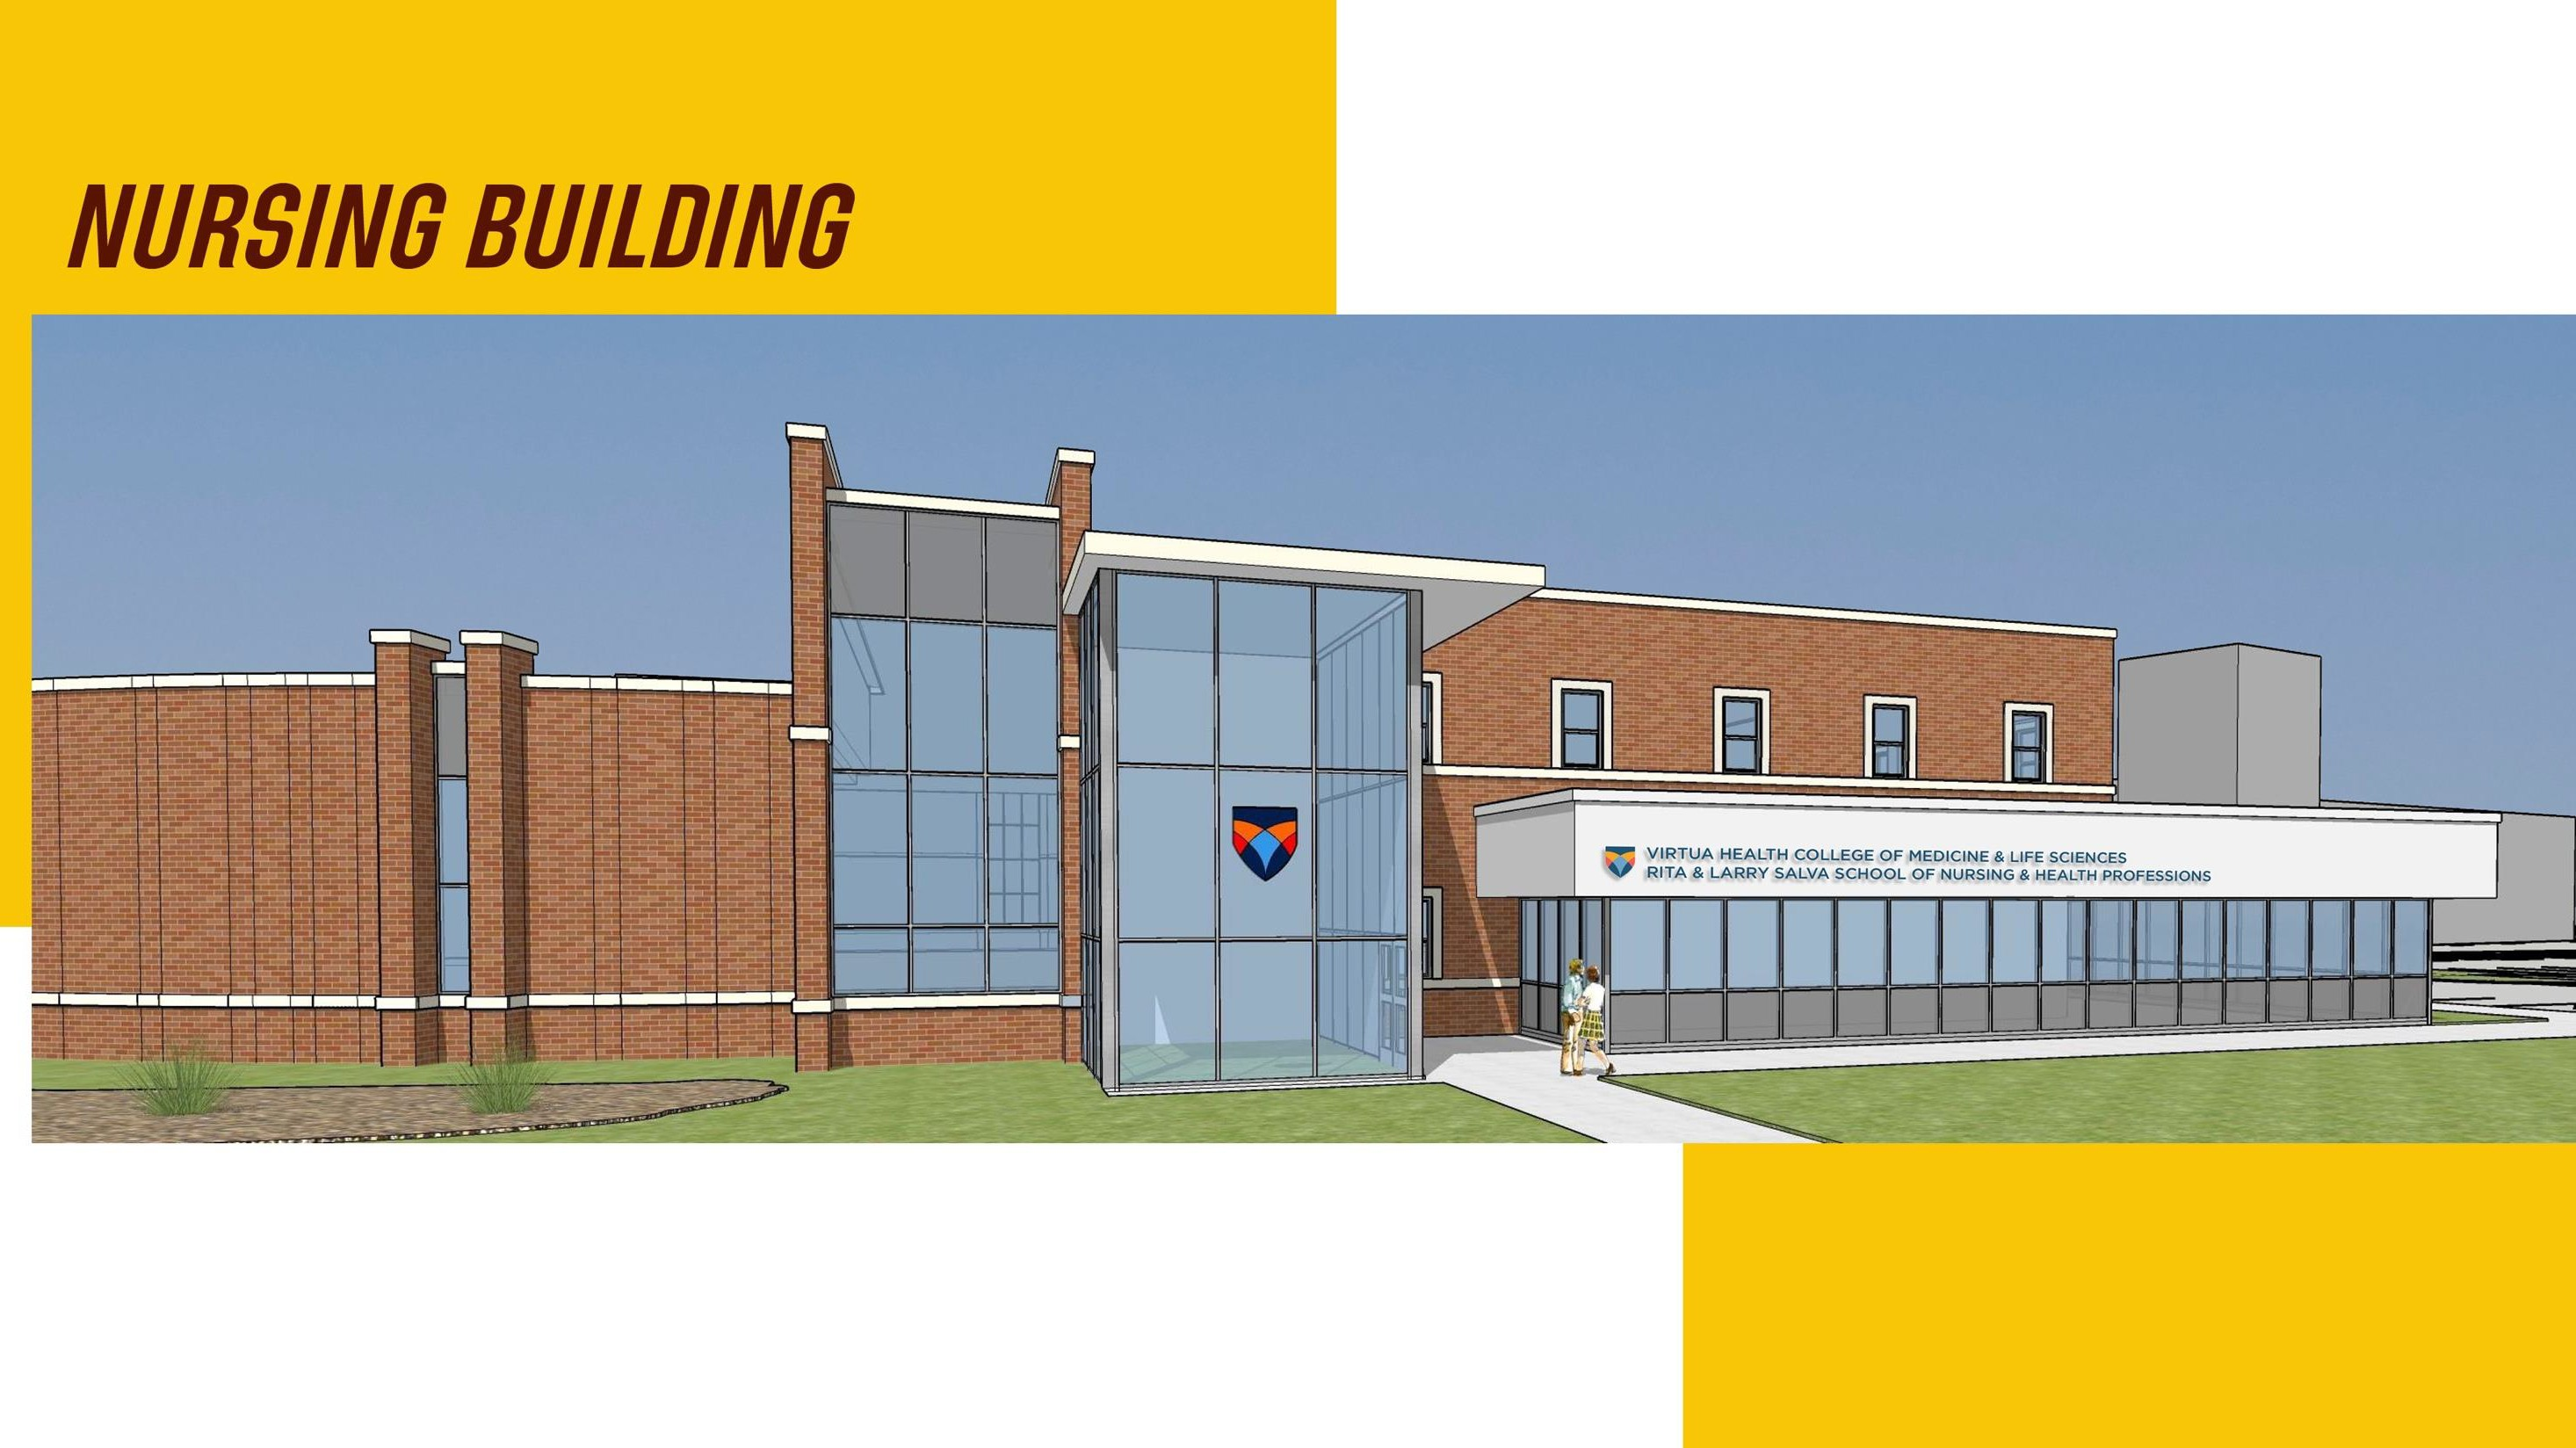 NURSING BUILDING
VIRTUA HEALTH COLLEGE OF MEDICINE & LIFE SCIENCES
RITA & LARRY SALVA SCHOOL OF NURSING & HEALTH PROFESSIONS